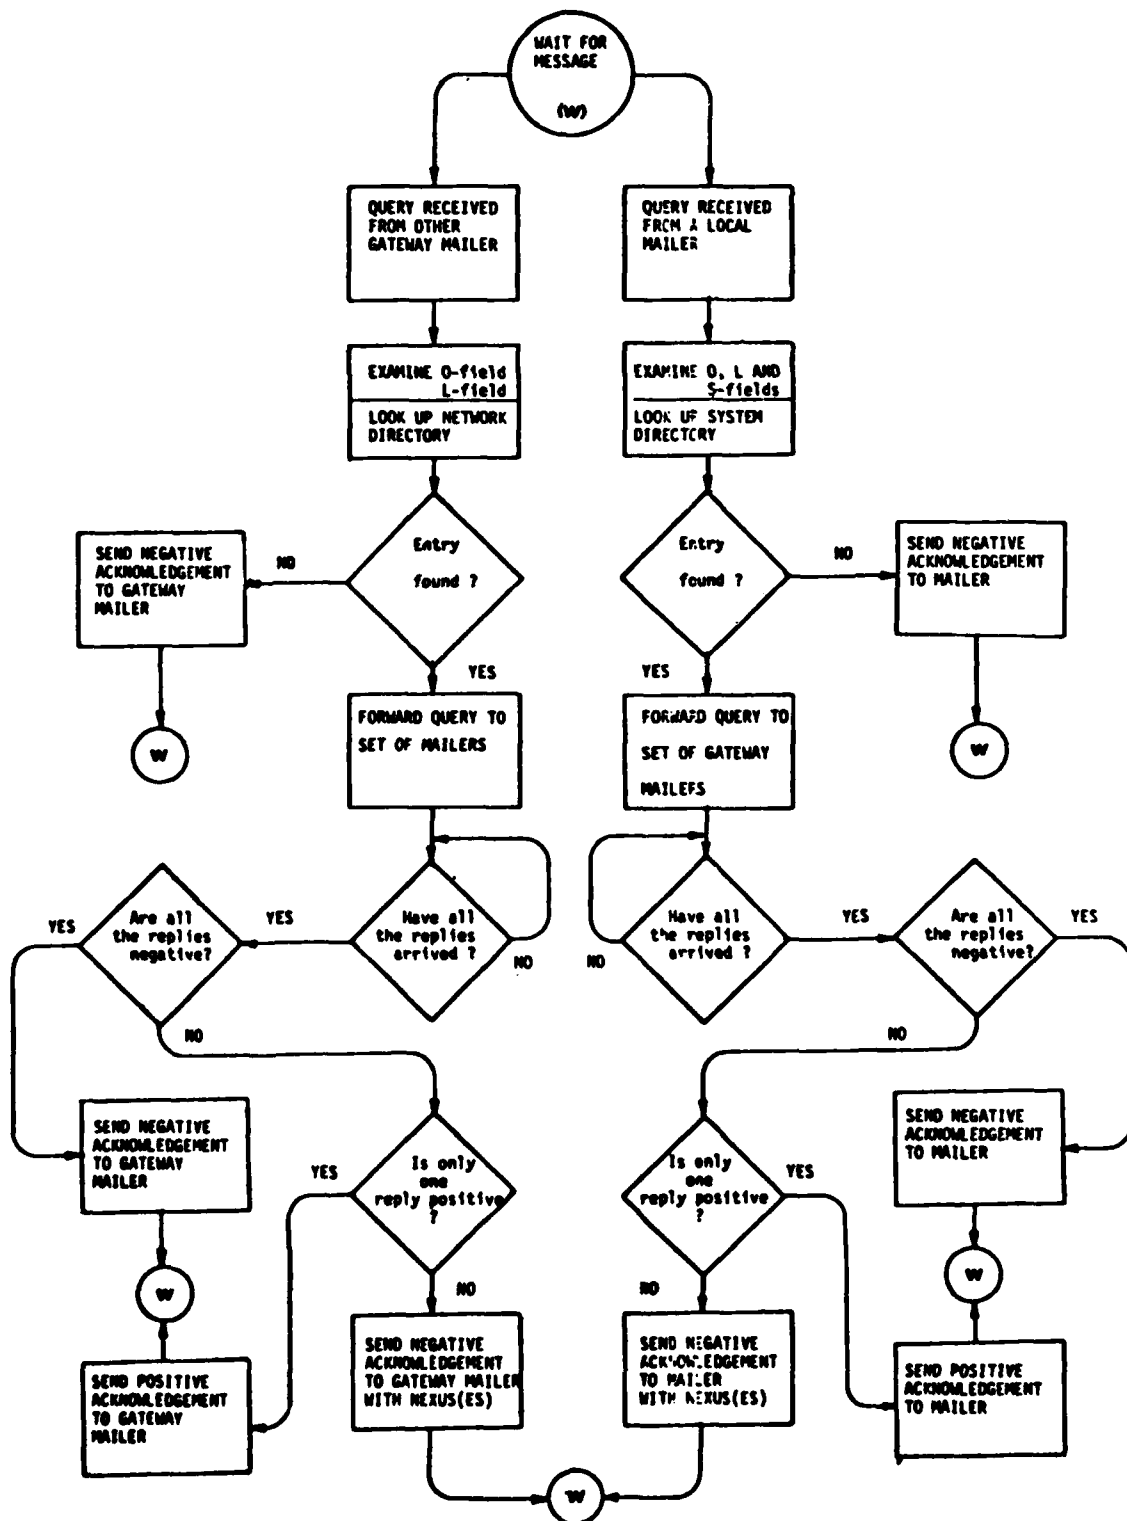 WAIT FOR
MESSAGE
(W)
QUERY RECEIVED
FROM OTHER
GATEWAY MAILER
QUERY RECEIVED
FROM A LOCAL
MAILER
EXAMINE O-field
L-field
LOOK UP NETWORK
DIRECTORY
EXAMINE O, L AND
S-fields
LOOK UP SYSTEM
DIRECTORY
Entry
found ?
NO
SEND NEGATIVE
ACKNOWLEDGEMENT
TO GATEWAY
MAILER
W
Entry
found ?
NO
SEND NEGATIVE
ACKNOWLEDGEMENT
TO MAILER
W
YES
YES
FORWARD QUERY TO
SET OF MAILERS
FORWARD QUERY TO
SET OF GATEWAY
MAILERS
Are all
the replies
negative?
YES
YES
Have all
the replies
arrived ?
NO
Have all
the replies
arrived ?
NO
YES
Are all
the replies
negative?
YES
NO
NO
SEND NEGATIVE
ACKNOWLEDGEMENT
TO GATEWAY
MAILER
W
YES
Is only
one
reply positive
?
Is only
one
reply positive
?
YES
SEND NEGATIVE
ACKNOWLEDGEMENT
TO MAILER
W
NO
NO
SEND POSITIVE
ACKNOWLEDGEMENT
TO GATEWAY
MAILER
SEND NEGATIVE
ACKNOWLEDGEMENT
TO GATEWAY MAILER
WITH NEXUS(ES)
SEND NEGATIVE
ACKNOWLEDGEMENT
TO MAILER
WITH NEXUS(ES)
SEND POSITIVE
ACKNOWLEDGEMENT
TO MAILER
W